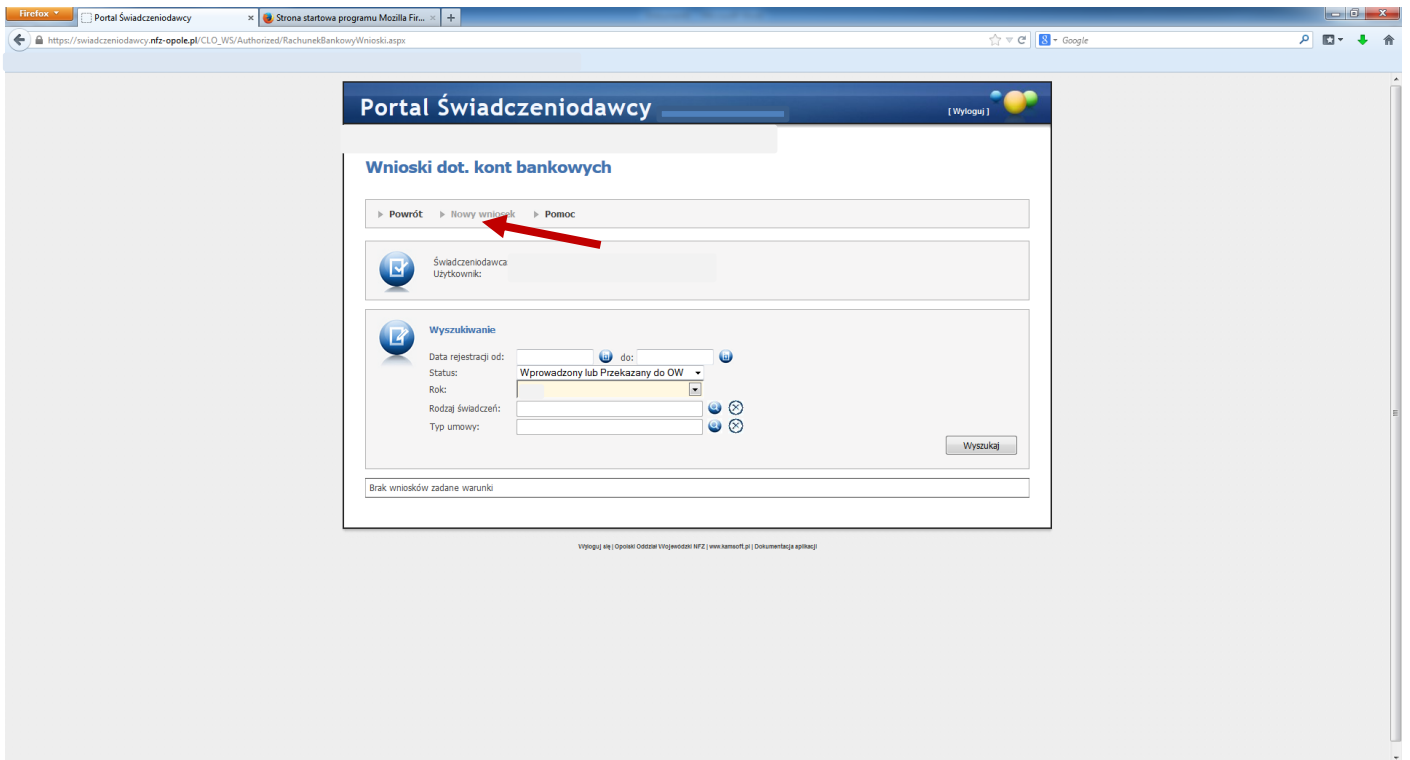 Firefox
Portal Świadczeniodawcy
Strona startowa programu Mozilla Fir...
https://swiadczeniodawcy.nfz-opole.pl/CLO_WS/Authorized/RachunekBankowyWnioski.aspx
Google
Portal Świadczeniodawcy
[ Wyloguj ]
Wnioski dot. kont bankowych
Powrót Nowy wniosek Pomoc
Świadczeniodawca
Użytkownik:
Wyszukiwanie
Data rejestracji od: do:
Status: Wprowadzony lub Przekazany do OW
Rok:
Rodzaj świadczeń:
Typ umowy:
Wyszukaj
Brak wniosków zadane warunki
Wyloguj się | Opolski Oddział Wojewódzki NFZ | www.kamsoft.pl | Dokumentacja aplikacji